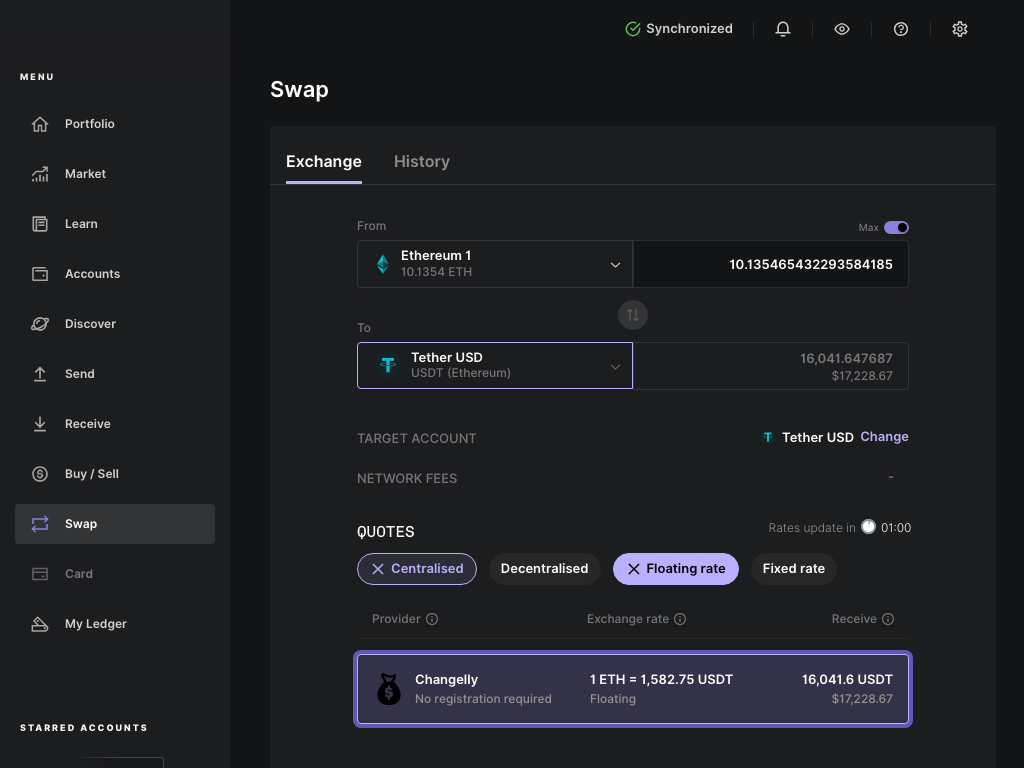 Synchronized
MENU
Portfolio
Market
Learn
Accounts
Discover
Send
Receive
Buy / Sell
Swap
Card
My Ledger
STARRED ACCOUNTS
Swap
Exchange History
From Max
Ethereum 1
10.1354 ETH
10.135465432293584185
To
Tether USD
USDT (Ethereum)
16,041.647687
$17,228.67
TARGET ACCOUNT Tether USD Change
NETWORK FEES -
QUOTES Rates update in 01:00
Centralised Decentralised Floating rate Fixed rate
Provider Exchange rate Receive
Changelly 1 ETH = 1,582.75 USDT 16,041.6 USDT
No registration required Floating $17,228.67